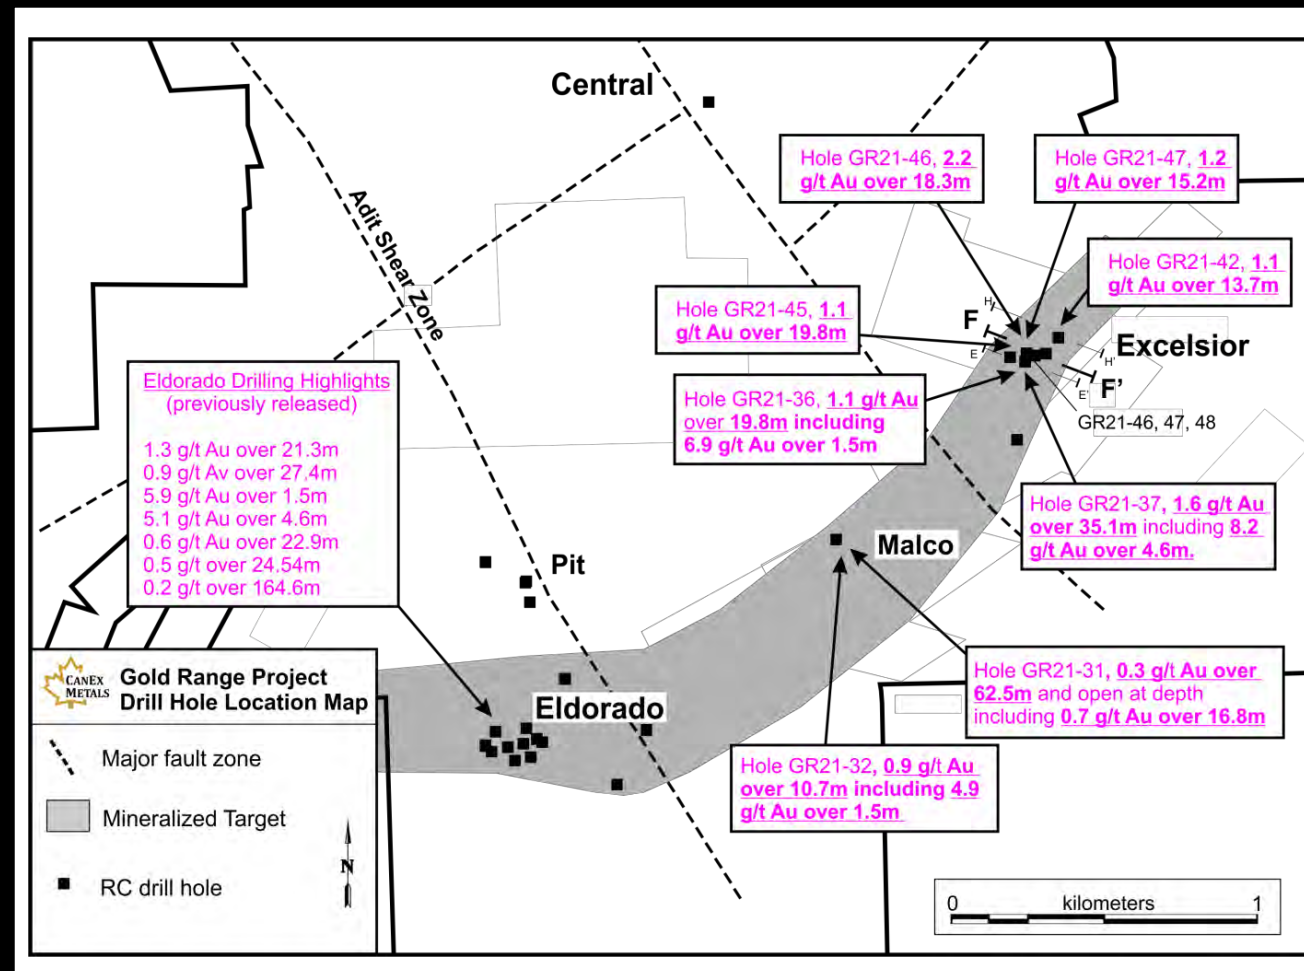 Central
Adit Shear Zone
Hole GR21-46, 2.2
g/t Au over 18.3m
Hole GR21-47, 1.2
g/t Au over 15.2m
Hole GR21-42, 1.1
g/t Au over 13.7m
Hole GR21-45, 1.1
g/t Au over 19.8m
H
F
E
Excelsior
H'
E'
F'
GR21-46, 47, 48
Hole GR21-36, 1.1 g/t Au
over 19.8m including
6.9 g/t Au over 1.5m
Eldorado Drilling Highlights
(previously released)
1.3 g/t Au over 21.3m
0.9 g/t Av over 27.4m
5.9 g/t Au over 1.5m
5.1 g/t Au over 4.6m
0.6 g/t Au over 22.9m
0.5 g/t over 24.54m
0.2 g/t over 164.6m
Hole GR21-37, 1.6 g/t Au
over 35.1m including 8.2
g/t Au over 4.6m.
Malco
Pit
Eldorado
Hole GR21-31, 0.3 g/t Au over
62.5m and open at depth
including 0.7 g/t Au over 16.8m
Hole GR21-32, 0.9 g/t Au
over 10.7m including 4.9
g/t Au over 1.5m
CANEX
METALS
Gold Range Project
Drill Hole Location Map
Major fault zone
Mineralized Target
RC drill hole
N
0 kilometers 1